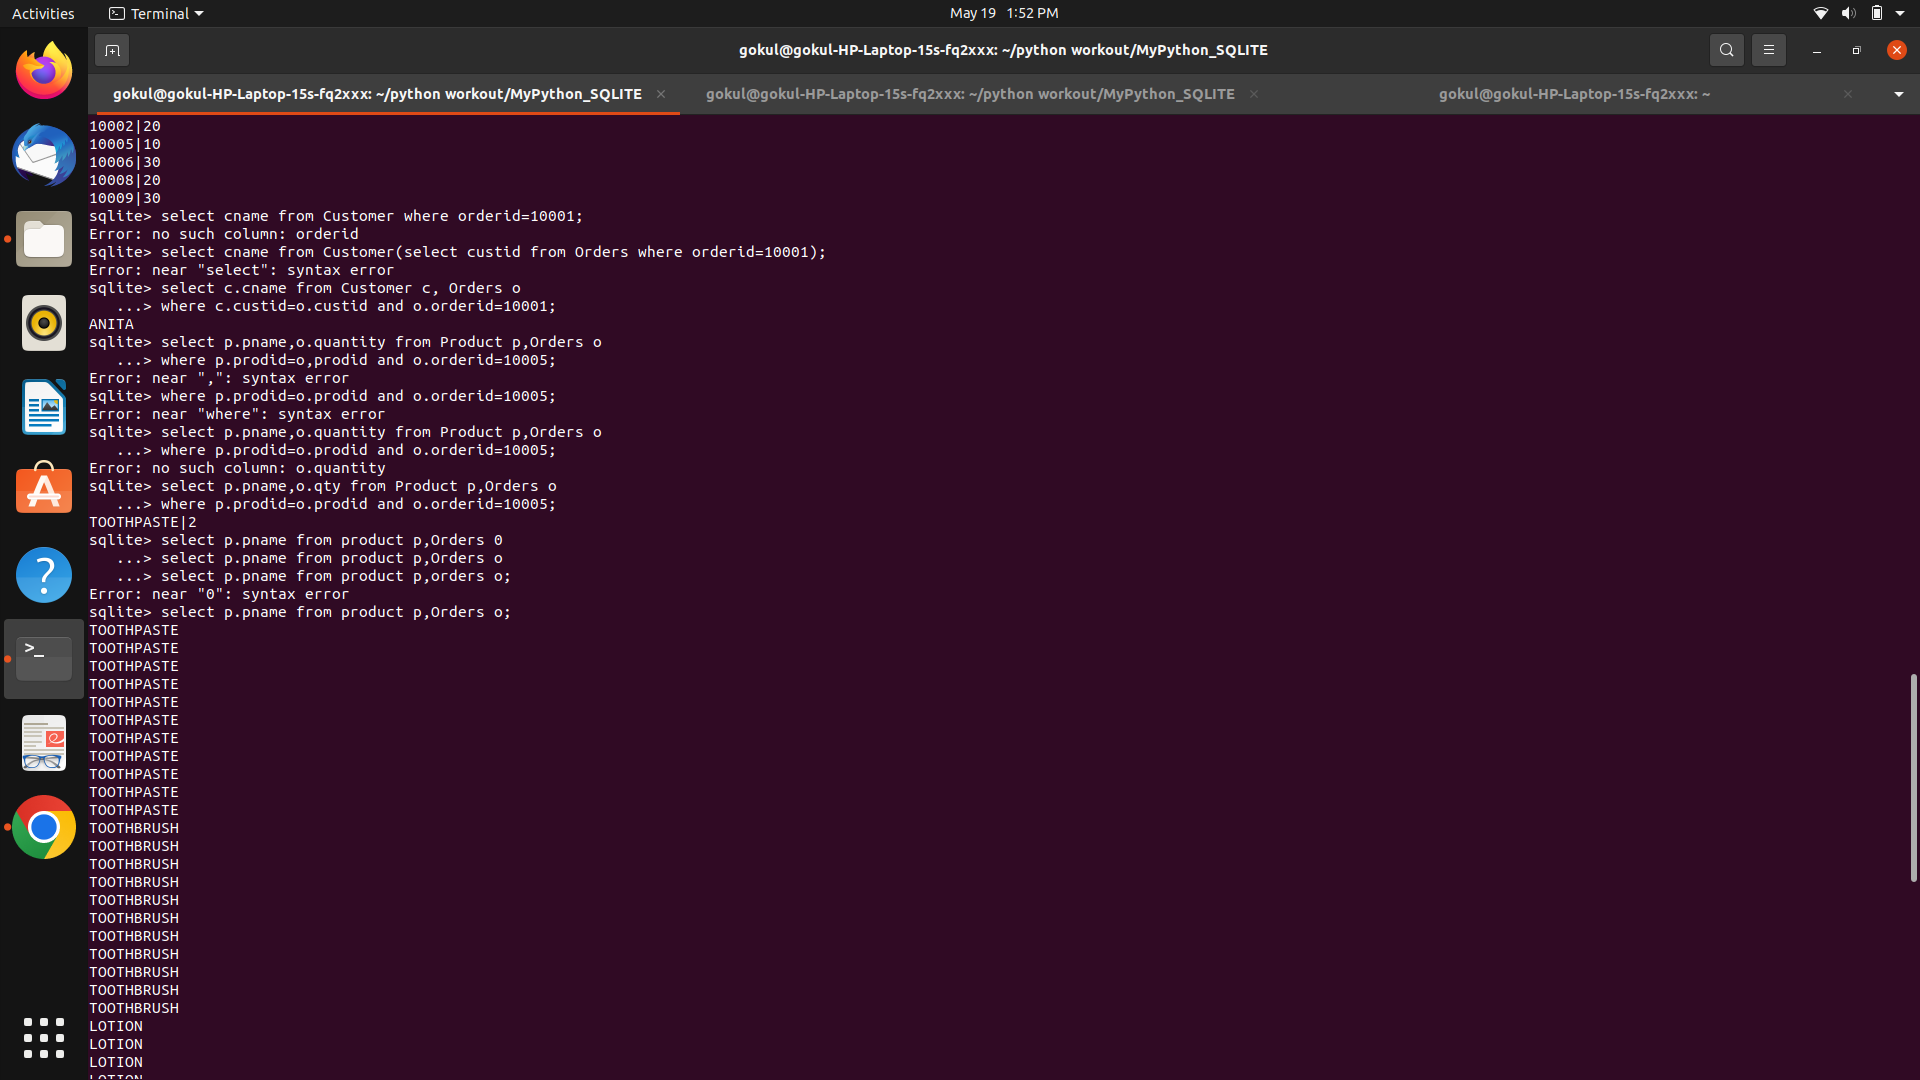 Activities
Terminal
May 19 1:52 PM
gokul@gokul-HP-Laptop-15s-fq2xxx: ~/python workout/MyPython_SQLITE
gokul@gokul-HP-Laptop-15s-fq2xxx: ~/python workout/MyPython_SQLITE
gokul@gokul-HP-Laptop-15s-fq2xxx: ~/python workout/MyPython_SQLITE
gokul@gokul-HP-Laptop-15s-fq2xxx: ~
10002|20
10005|10
10006|30
10008|20
10009|30
sqlite> select cname from Customer where orderid=10001;
Error: no such column: orderid
sqlite> select cname from Customer(select custid from Orders where orderid=10001);
Error: near "select": syntax error
sqlite> select c.cname from Customer c, Orders o
   ...> where c.custid=o.custid and o.orderid=10001;
ANITA
sqlite> select p.pname,o.quantity from Product p,Orders o
   ...> where p.prodid=o,prodid and o.orderid=10005;
Error: near ",": syntax error
sqlite> where p.prodid=o.prodid and o.orderid=10005;
Error: near "where": syntax error
sqlite> select p.pname,o.quantity from Product p,Orders o
   ...> where p.prodid=o.prodid and o.orderid=10005;
Error: no such column: o.quantity
sqlite> select p.pname,o.qty from Product p,Orders o
   ...> where p.prodid=o.prodid and o.orderid=10005;
TOOTHPASTE|2
sqlite> select p.pname from product p,Orders 0
   ...> select p.pname from product p,Orders o
   ...> select p.pname from product p,orders o;
Error: near "0": syntax error
sqlite> select p.pname from product p,Orders o;
TOOTHPASTE
TOOTHPASTE
TOOTHPASTE
TOOTHPASTE
TOOTHPASTE
TOOTHPASTE
TOOTHPASTE
TOOTHPASTE
TOOTHPASTE
TOOTHPASTE
TOOTHPASTE
TOOTHBRUSH
TOOTHBRUSH
TOOTHBRUSH
TOOTHBRUSH
TOOTHBRUSH
TOOTHBRUSH
TOOTHBRUSH
TOOTHBRUSH
TOOTHBRUSH
TOOTHBRUSH
TOOTHBRUSH
LOTION
LOTION
LOTION
LOTION